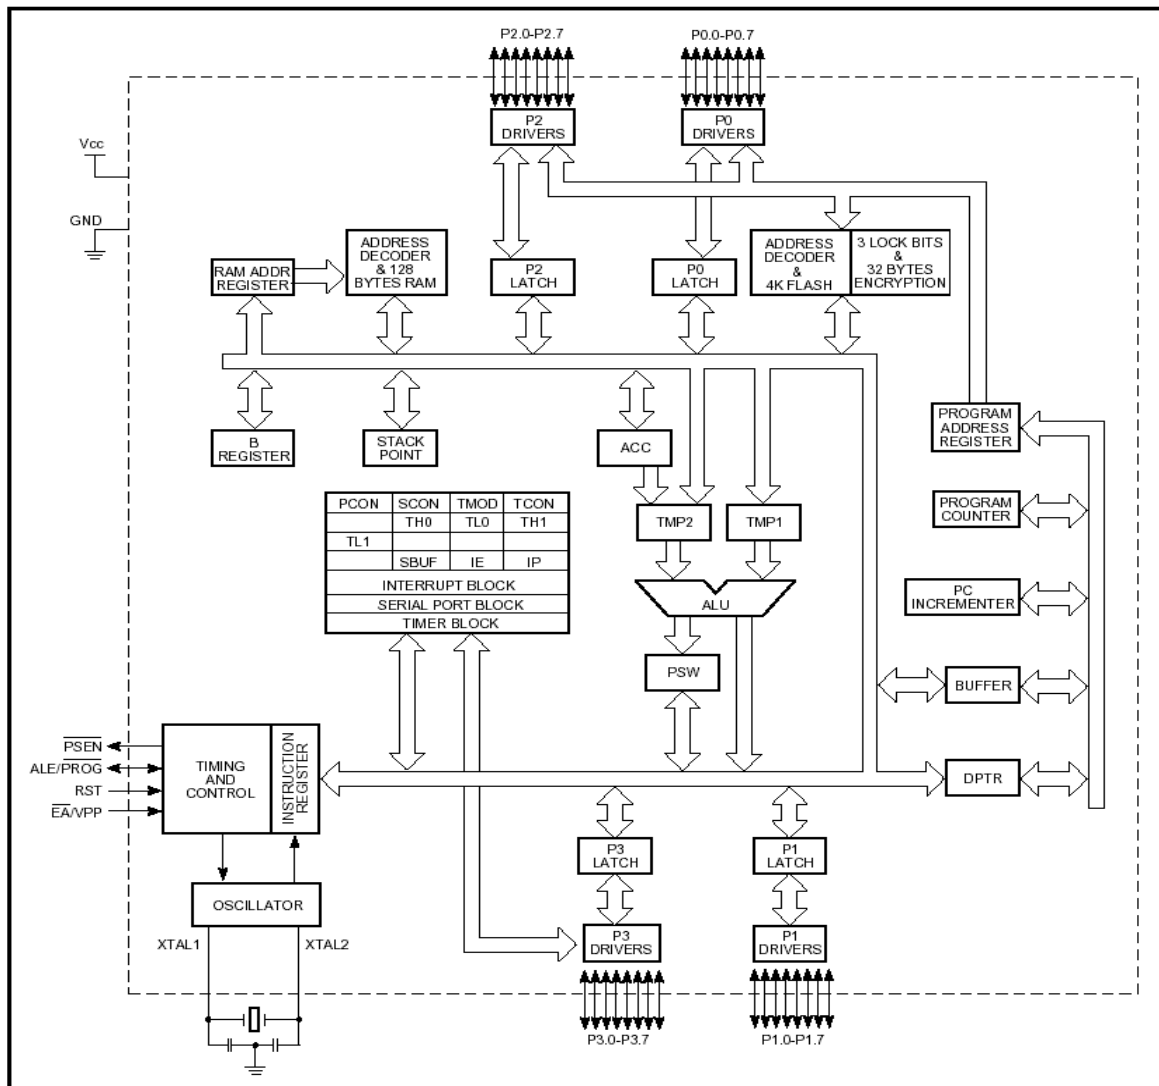 P2.0-P2.7
P0.0-P0.7
P2
DRIVERS
P0
DRIVERS
Vcc
GND
RAM ADDR
REGISTER
ADDRESS
DECODER
& 128
BYTES RAM
P2
LATCH
P0
LATCH
ADDRESS
DECODER
&
4K FLASH
3 LOCK BITS
&
32 BYTES
ENCRYPTION
B
REGISTER
STACK
POINT
ACC
PROGRAM
ADDRESS
REGISTER
PCON SCON TMOD TCON
TH0 TL0 TH1
TL1
SBUF IE IP
INTERRUPT BLOCK
SERIAL PORT BLOCK
TIMER BLOCK
TMP2
TMP1
PROGRAM
COUNTER
ALU
PC
INCREMENTER
PSW
BUFFER
PSEN
ALE/PROG
RST
EA/VPP
TIMING
AND
CONTROL
INSTRUCTION
REGISTER
DPTR
P3
LATCH
P1
LATCH
OSCILLATOR
XTAL1
XTAL2
P3
DRIVERS
P1
DRIVERS
P3.0-P3.7
P1.0-P1.7